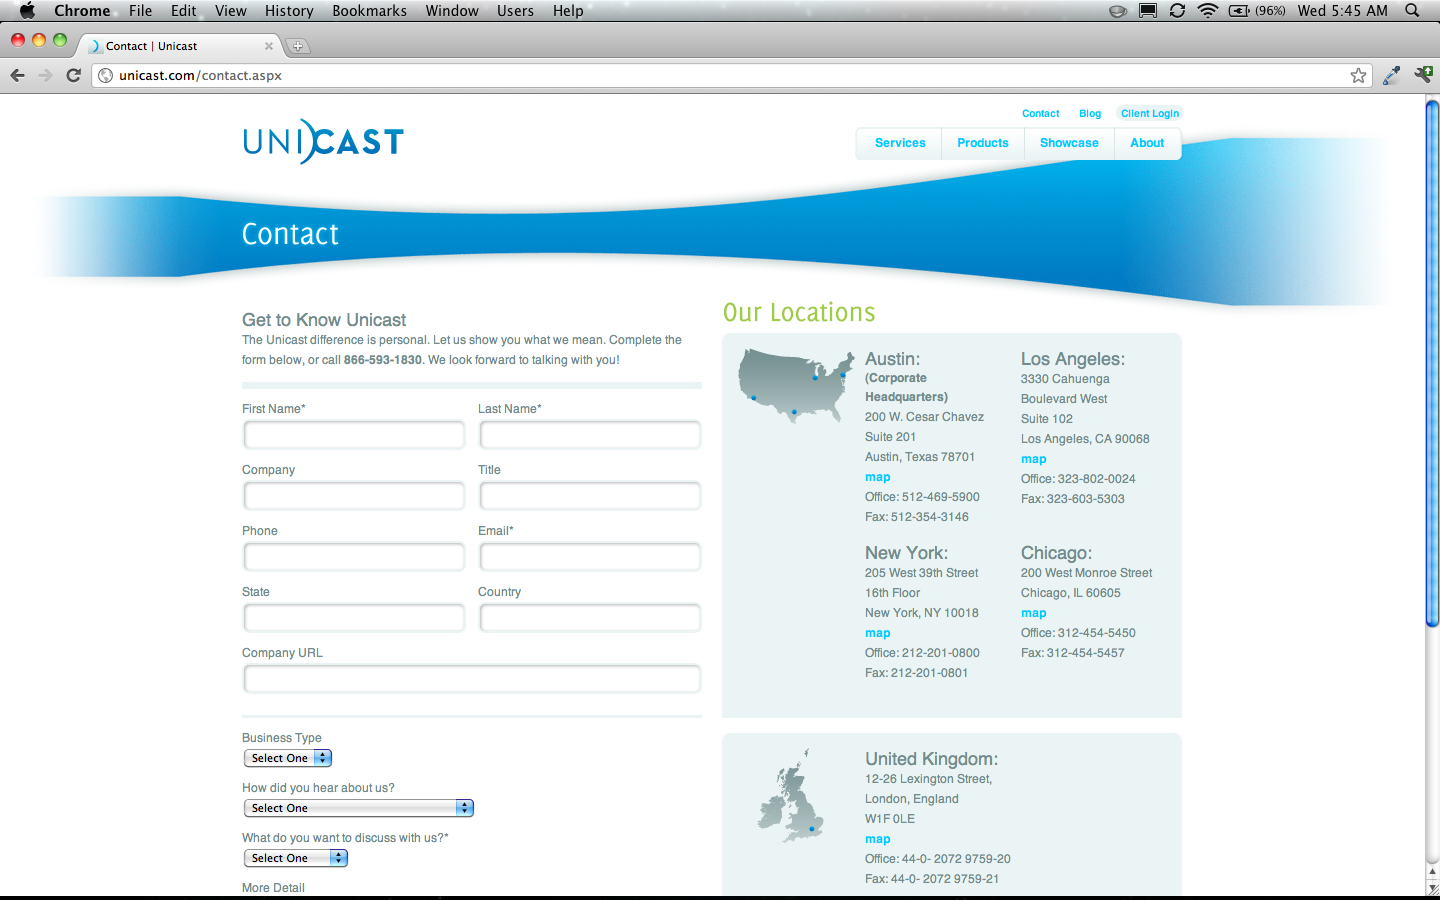 Chrome File Edit View History Bookmarks Window Users Help (96%) Wed 5:45 AM
Contact | Unicast
unicast.com/contact.aspx
Contact Blog Client Login
UNICAST
Services Products Showcase About
Contact
Get to Know Unicast
The Unicast difference is personal. Let us show you what we mean. Complete the
form below, or call 866-593-1830. We look forward to talking with you!
First Name* Last Name*
Company Title
Phone Email*
State Country
Company URL
Business Type
Select One
How did you hear about us?
Select One
What do you want to discuss with us?*
Select One
More Detail
Our Locations
Austin:
(Corporate
Headquarters)
200 W. Cesar Chavez
Suite 201
Austin, Texas 78701
map
Office: 512-469-5900
Fax: 512-354-3146
Los Angeles:
3330 Cahuenga
Boulevard West
Suite 102
Los Angeles, CA 90068
map
Office: 323-802-0024
Fax: 323-603-5303
New York:
205 West 39th Street
16th Floor
New York, NY 10018
map
Office: 212-201-0800
Fax: 212-201-0801
Chicago:
200 West Monroe Street
Chicago, IL 60605
map
Office: 312-454-5450
Fax: 312-454-5457
United Kingdom:
12-26 Lexington Street,
London, England
W1F 0LE
map
Office: 44-0- 2072 9759-20
Fax: 44-0- 2072 9759-21